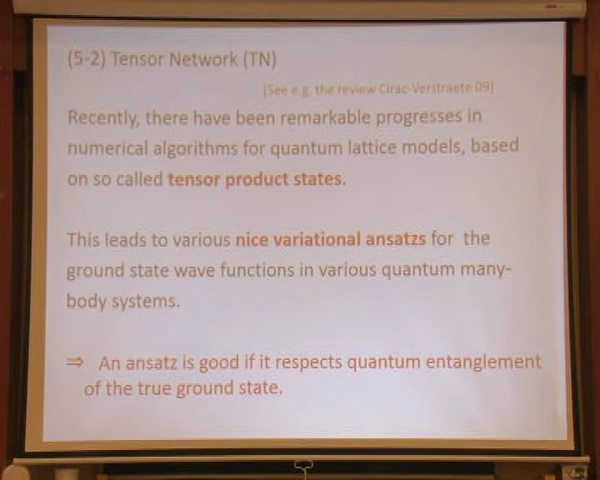 (5-2) Tensor Network (TN)
[See e.g. the review Cirac-Verstraete 09]
Recently, there have been remarkable progresses in
numerical algorithms for quantum lattice models, based
on so called tensor product states.
This leads to various nice variational ansatzs for the
ground state wave functions in various quantum many-
body systems.
⇒ An ansatz is good if it respects quantum entanglement
of the true ground state.